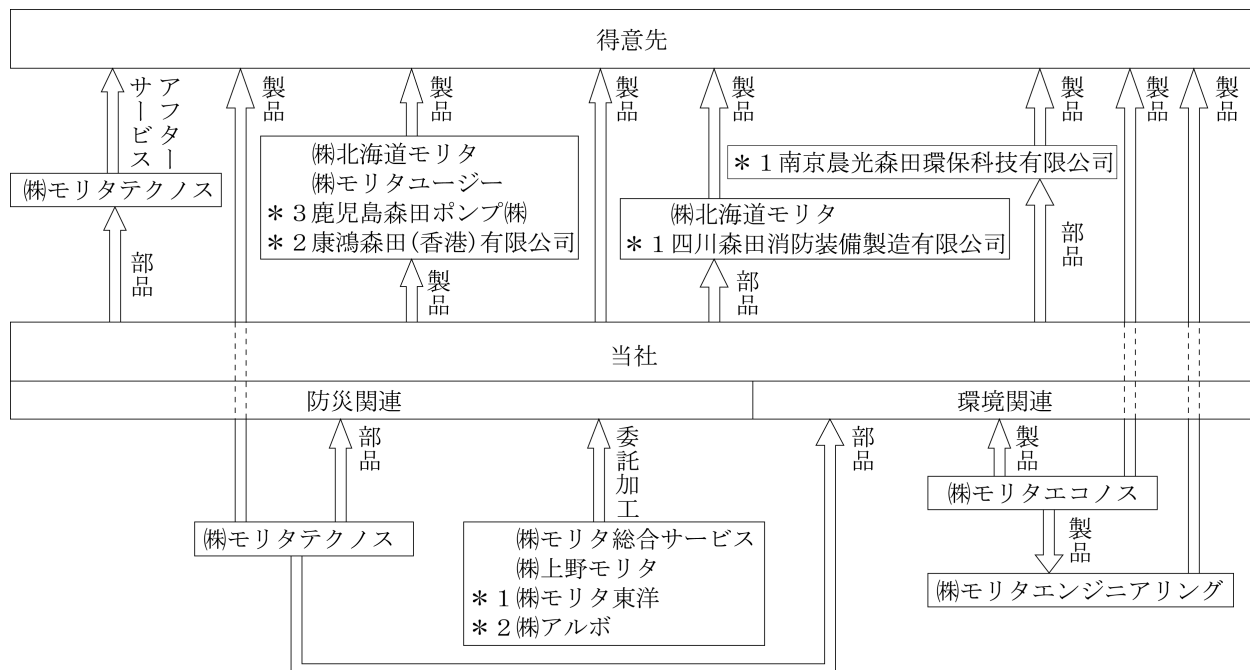 得意先
アフター
サービス
製品
製品
製品
製品
製品
製品
製品
㈱モリタテクノス
㈱北海道モリタ
㈱モリタユージー
＊3鹿児島森田ポンプ㈱
＊2康鴻森田(香港)有限公司
＊1南京晨光森田環保科技有限公司
㈱北海道モリタ
＊1四川森田消防装備製造有限公司
部品
製品
部品
部品
当社
防災関連
環境関連
部品
委託加工
部品
製品
㈱モリタエコノス
㈱モリタテクノス
㈱モリタ総合サービス
㈱上野モリタ
＊1㈱モリタ東洋
＊2㈱アルボ
製品
㈱モリタエンジニアリング